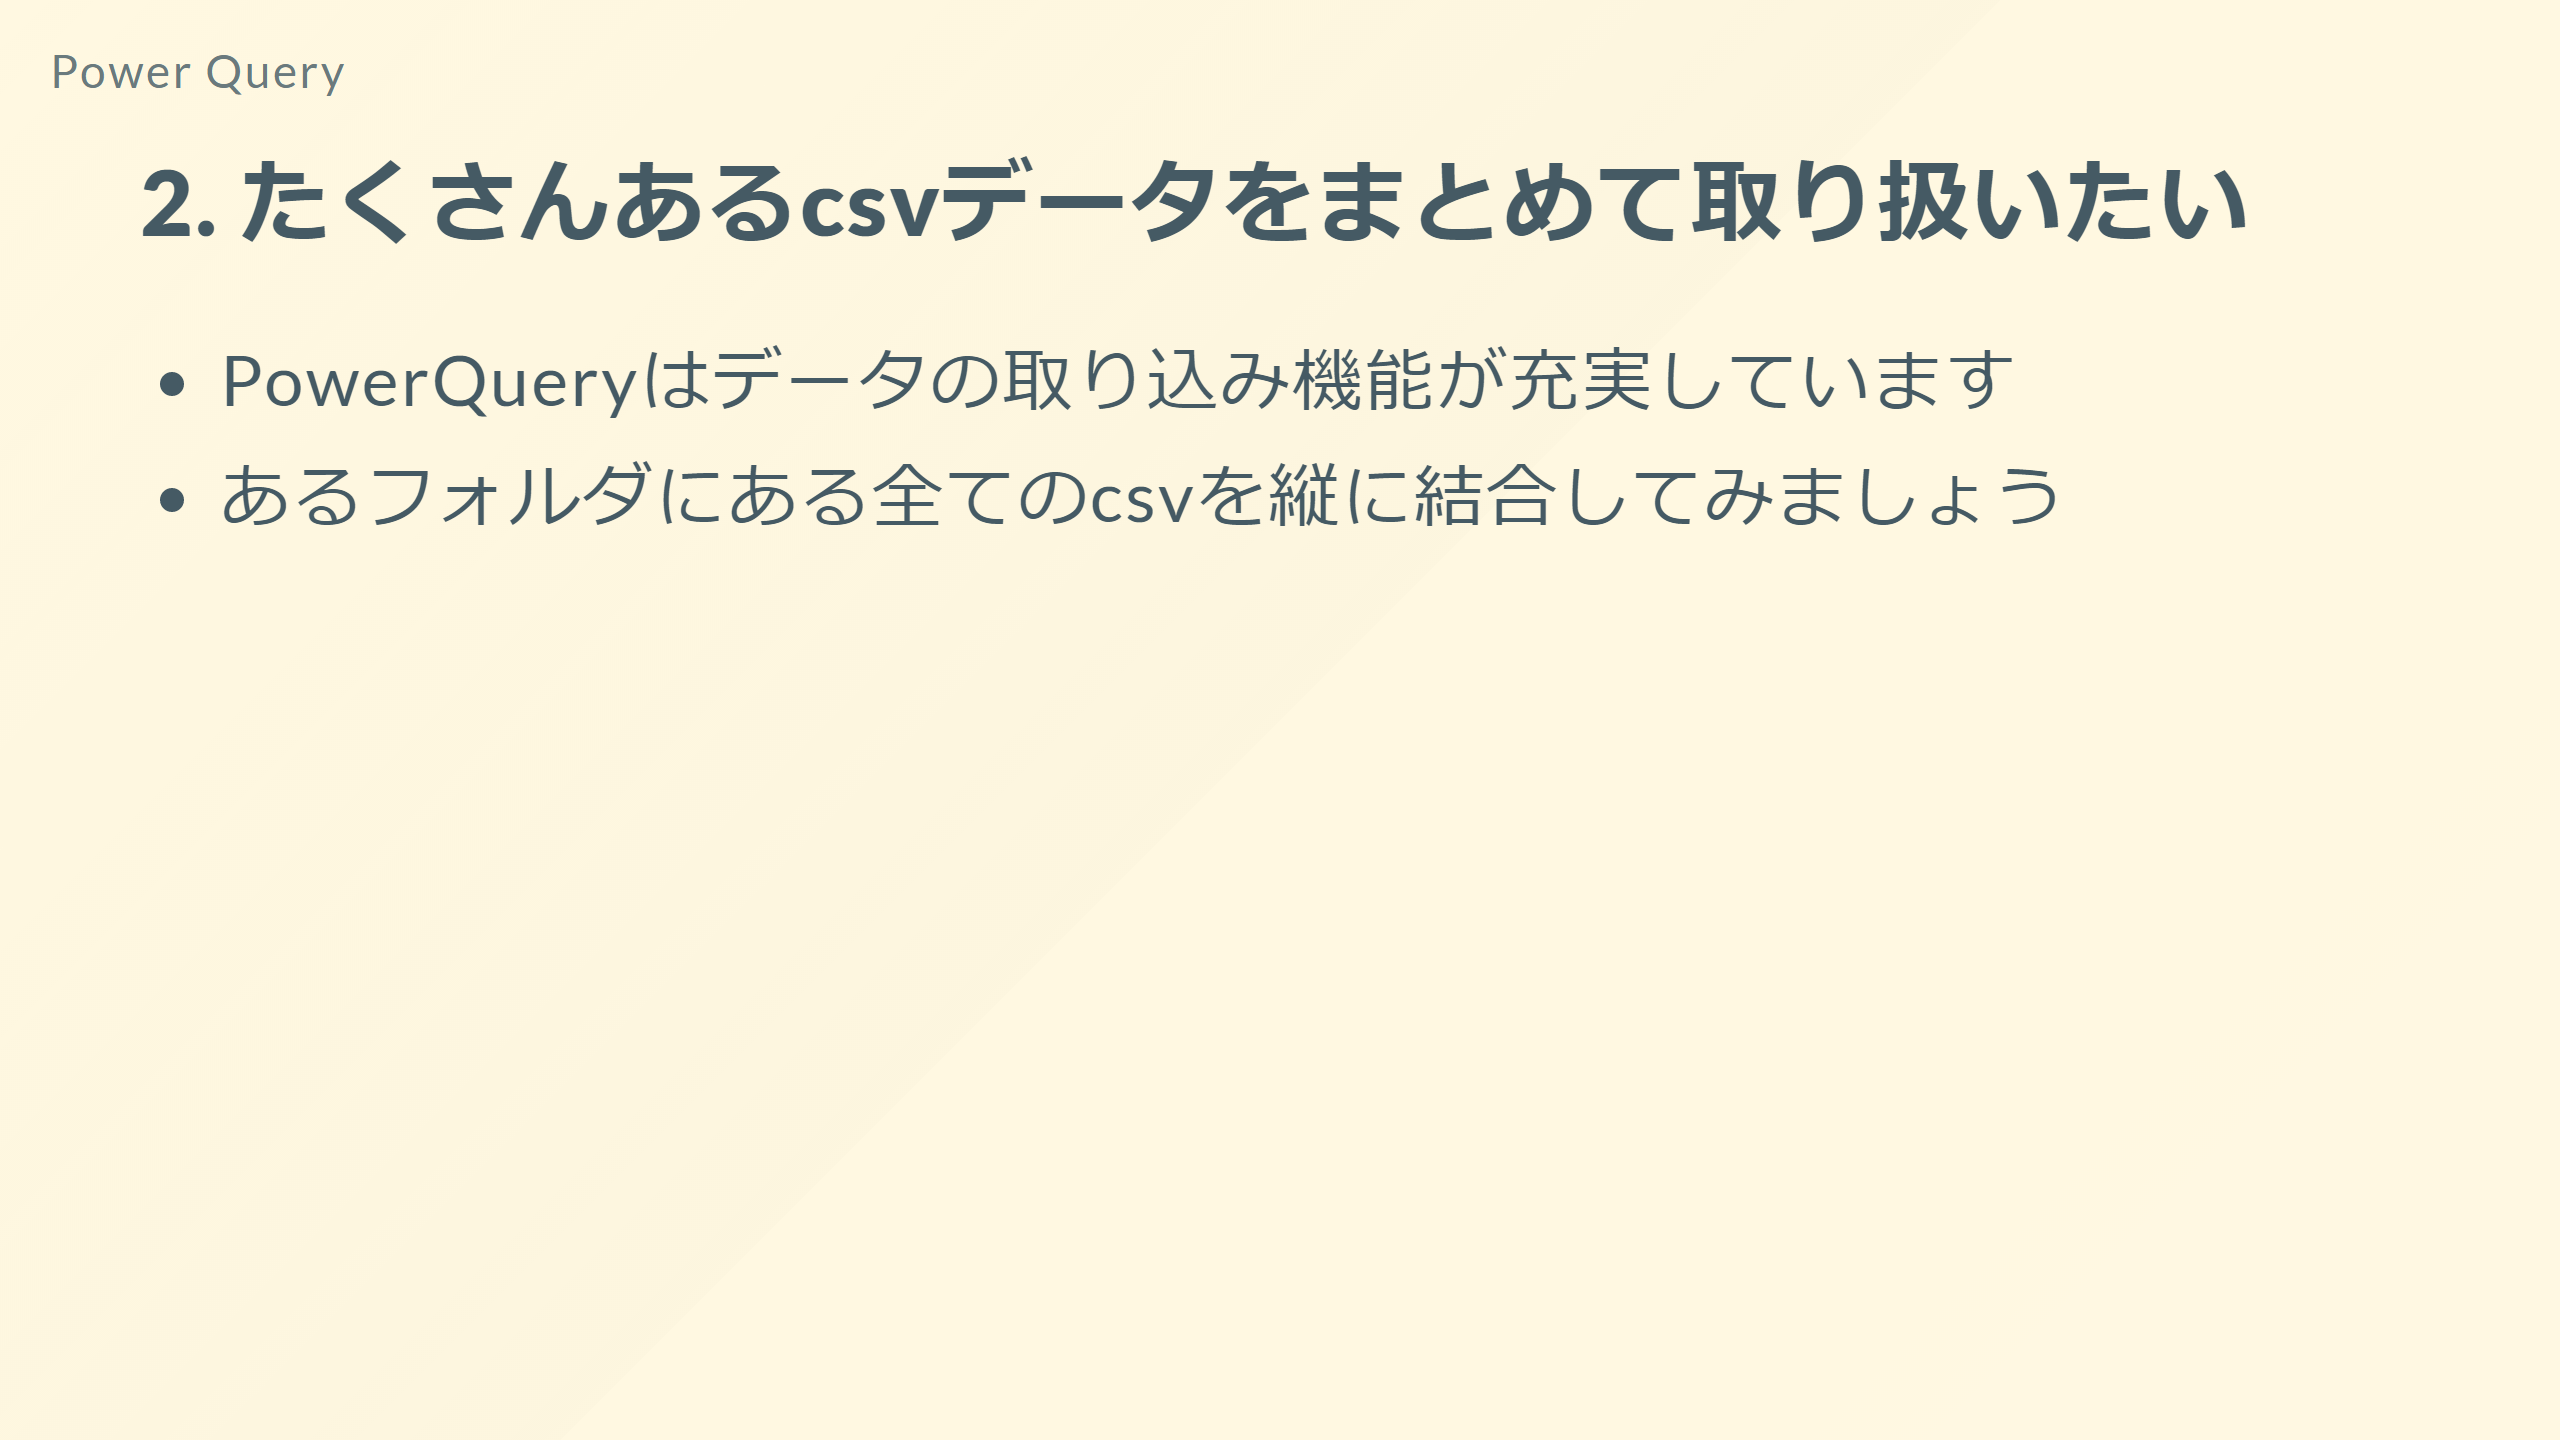 Power Query
2. たくさんあるcsvデータをまとめて取り扱いたい
• PowerQueryはデータの取り込み機能が充実しています
• あるフォルダにある全てのcsvを縦に結合してみましょう